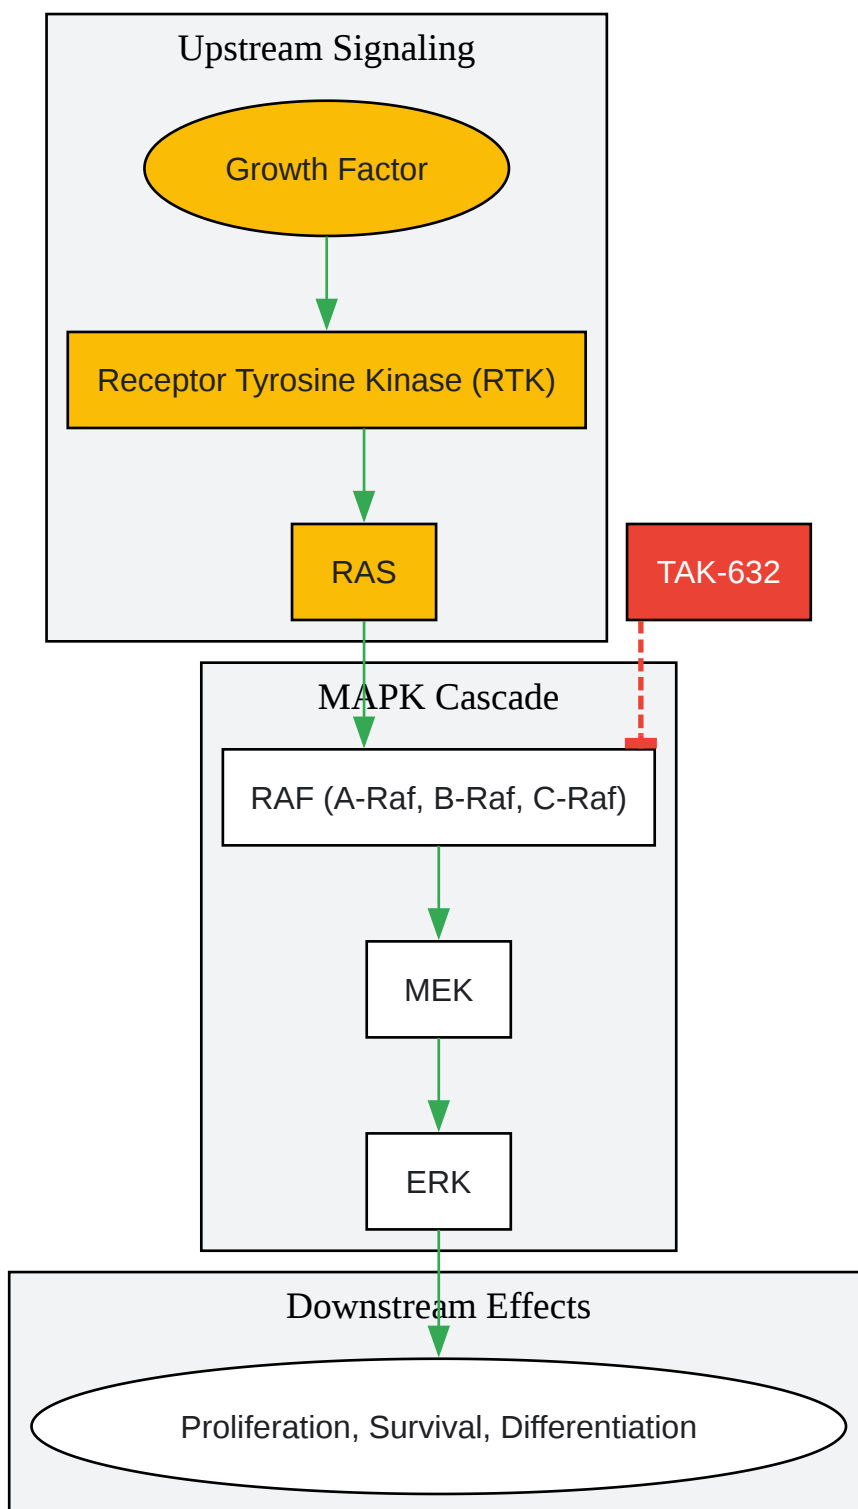 Upstream Signaling
Growth Factor
Receptor Tyrosine Kinase (RTK)
RAS
TAK-632
MAPK Cascade
RAF (A-Raf, B-Raf, C-Raf)
MEK
ERK
Downstream Effects
Proliferation, Survival, Differentiation